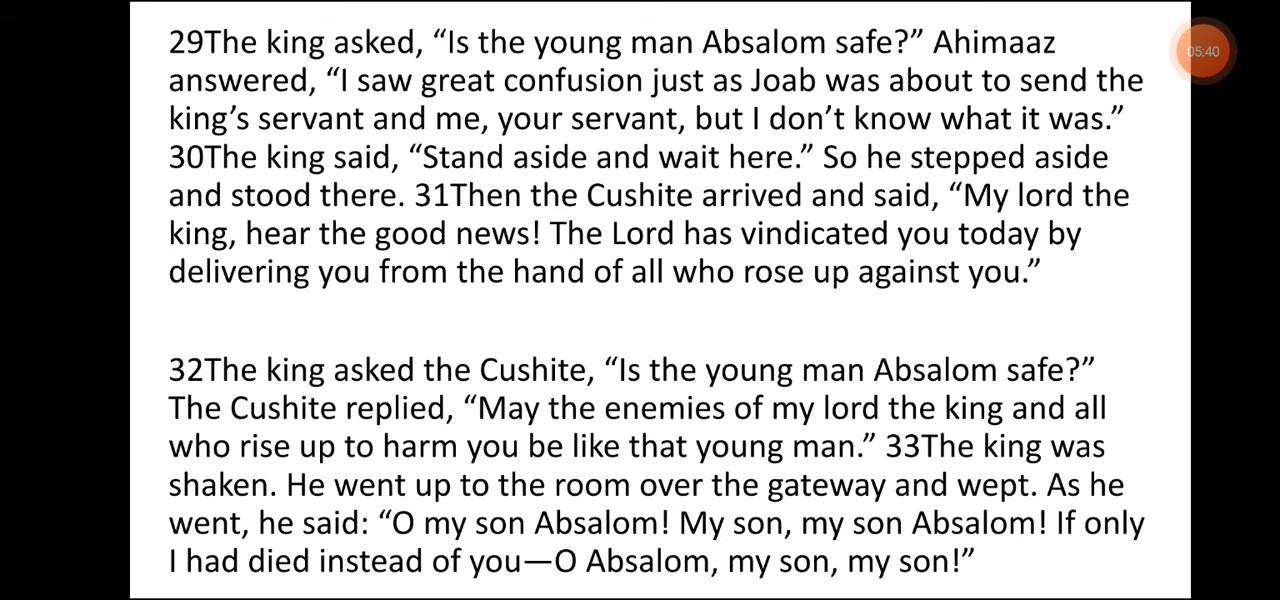 29The king asked, “Is the young man Absalom safe?” Ahimaaz
answered, “I saw great confusion just as Joab was about to send the
king’s servant and me, your servant, but I don’t know what it was.”
30The king said, “Stand aside and wait here.” So he stepped aside
and stood there. 31Then the Cushite arrived and said, “My lord the
king, hear the good news! The Lord has vindicated you today by
delivering you from the hand of all who rose up against you.”
32The king asked the Cushite, “Is the young man Absalom safe?”
The Cushite replied, “May the enemies of my lord the king and all
who rise up to harm you be like that young man.” 33The king was
shaken. He went up to the room over the gateway and wept. As he
went, he said: “O my son Absalom! My son, my son Absalom! If only
I had died instead of you—O Absalom, my son, my son!”
05:40